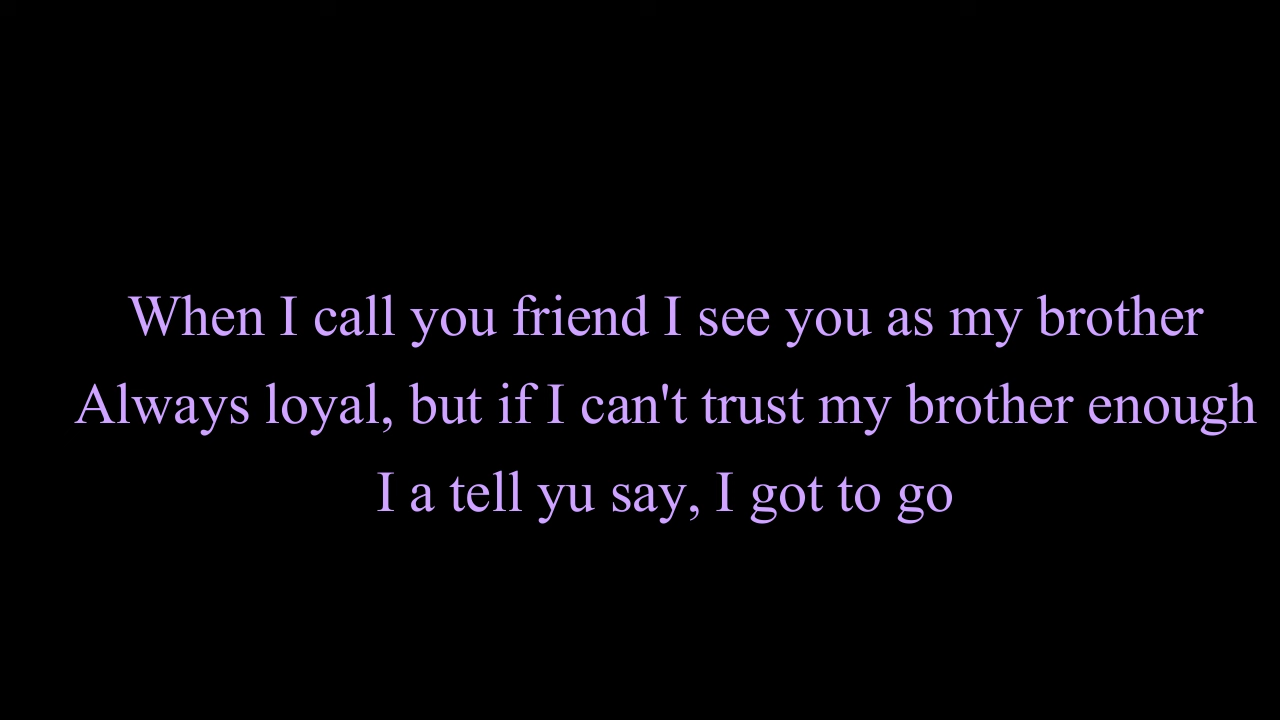 When I call you friend I see you as my brother
Always loyal, but if I can't trust my brother enough
I a tell yu say, I got to go